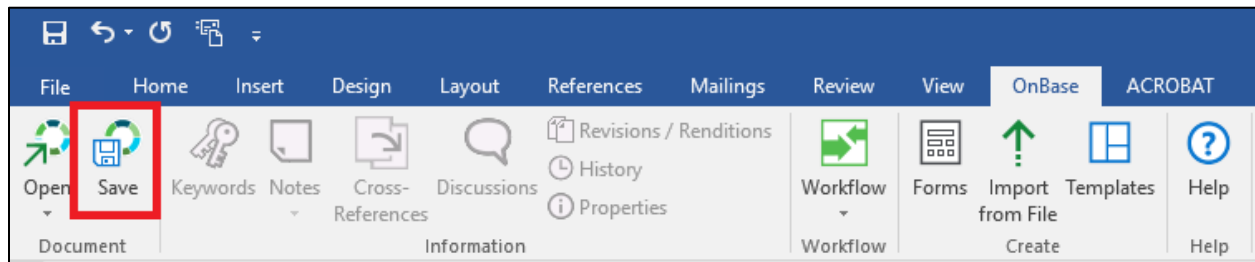 File Home Insert Design Layout References Mailings Review View OnBase ACROBAT
Open Save Keywords Notes Cross-References Discussions
Revisions / Renditions
History
Properties
Workflow Forms Import from File Templates Help
Document Information Workflow Create Help